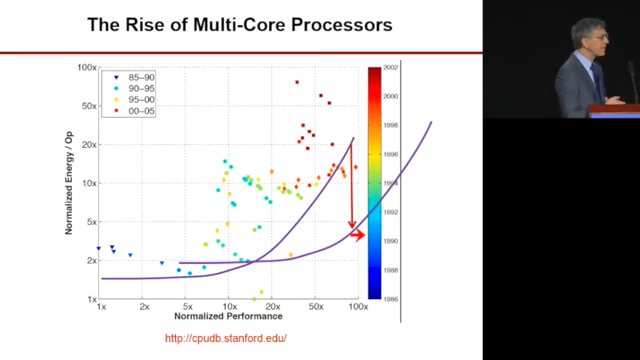 The Rise of Multi-Core Processors
100x
50x
20x
10x
5x
2x
1x
Normalized Energy / Op
85-90
90-95
95-00
00-05
1x
2x
5x
10x
20x
50x
100x
Normalized Performance
2002
2000
1998
1996
1994
1992
1990
1988
1986
http://cpudb.stanford.edu/